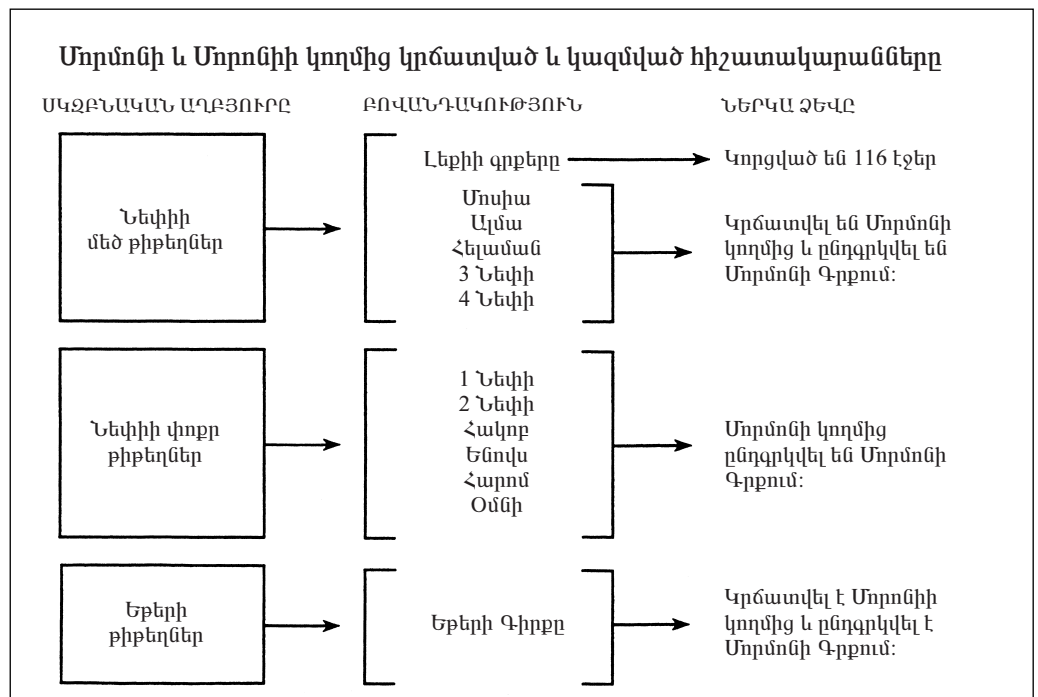 Մորմոնի և Մորոնիի կողմից կրճատված և կազմված հիշատակարանները
ՍԿԶԲՆԱԿԱՆ ԱՂԲՅՈՒՐԸ
ԲՈՎԱՆԴԱԿՈՒԹՅՈՒՆ
ՆԵՐԿԱ ՁԵՎԸ
Նեփիի
մեծ թիթեղներ
Լեքիի գրքերը
Մոսիա
Ալմա
Հելաման
3 Նեփի
4 Նեփի
Կորցված են 116 էջեր
Կրճատվել են Մորմոնի
կողմից և ընդգրկվել են
Մորմոնի Գրքում:
Նեփիի փոքր
թիթեղներ
1 Նեփի
2 Նեփի
Հակոբ
Ենովս
Հարոմ
Օմնի
Մորմոնի կողմից
ընդգրկվել են Մորմոնի
Գրքում:
Եթերի
թիթեղներ
Եթերի Գիրքը
Կրճատվել է Մորոնիի
կողմից և ընդգրկվել է
Մորմոնի Գրքում: